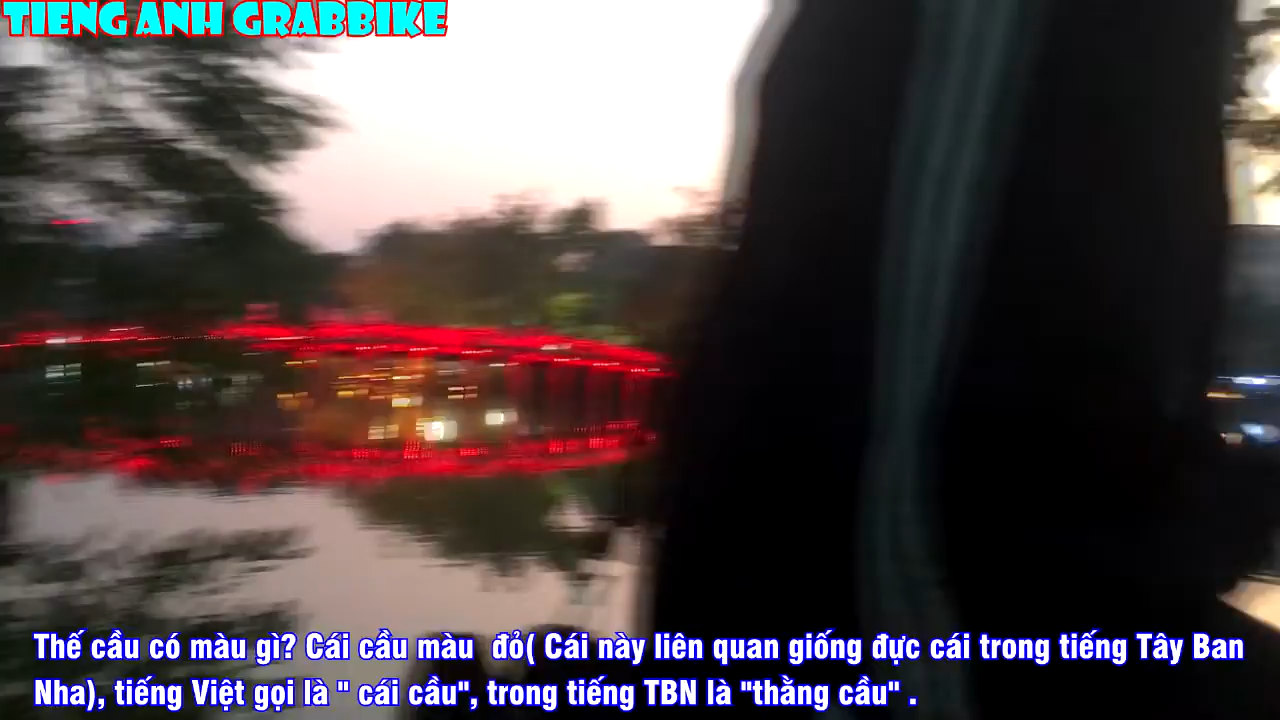 TIENG ANH GRABBIKE
Thế cầu có màu gì? Cái cầu màu  đỏ( Cái này liên quan giống đực cái trong tiếng Tây Ban
Nha), tiếng Việt gọi là " cái cầu", trong tiếng TBN là "thằng cầu" .